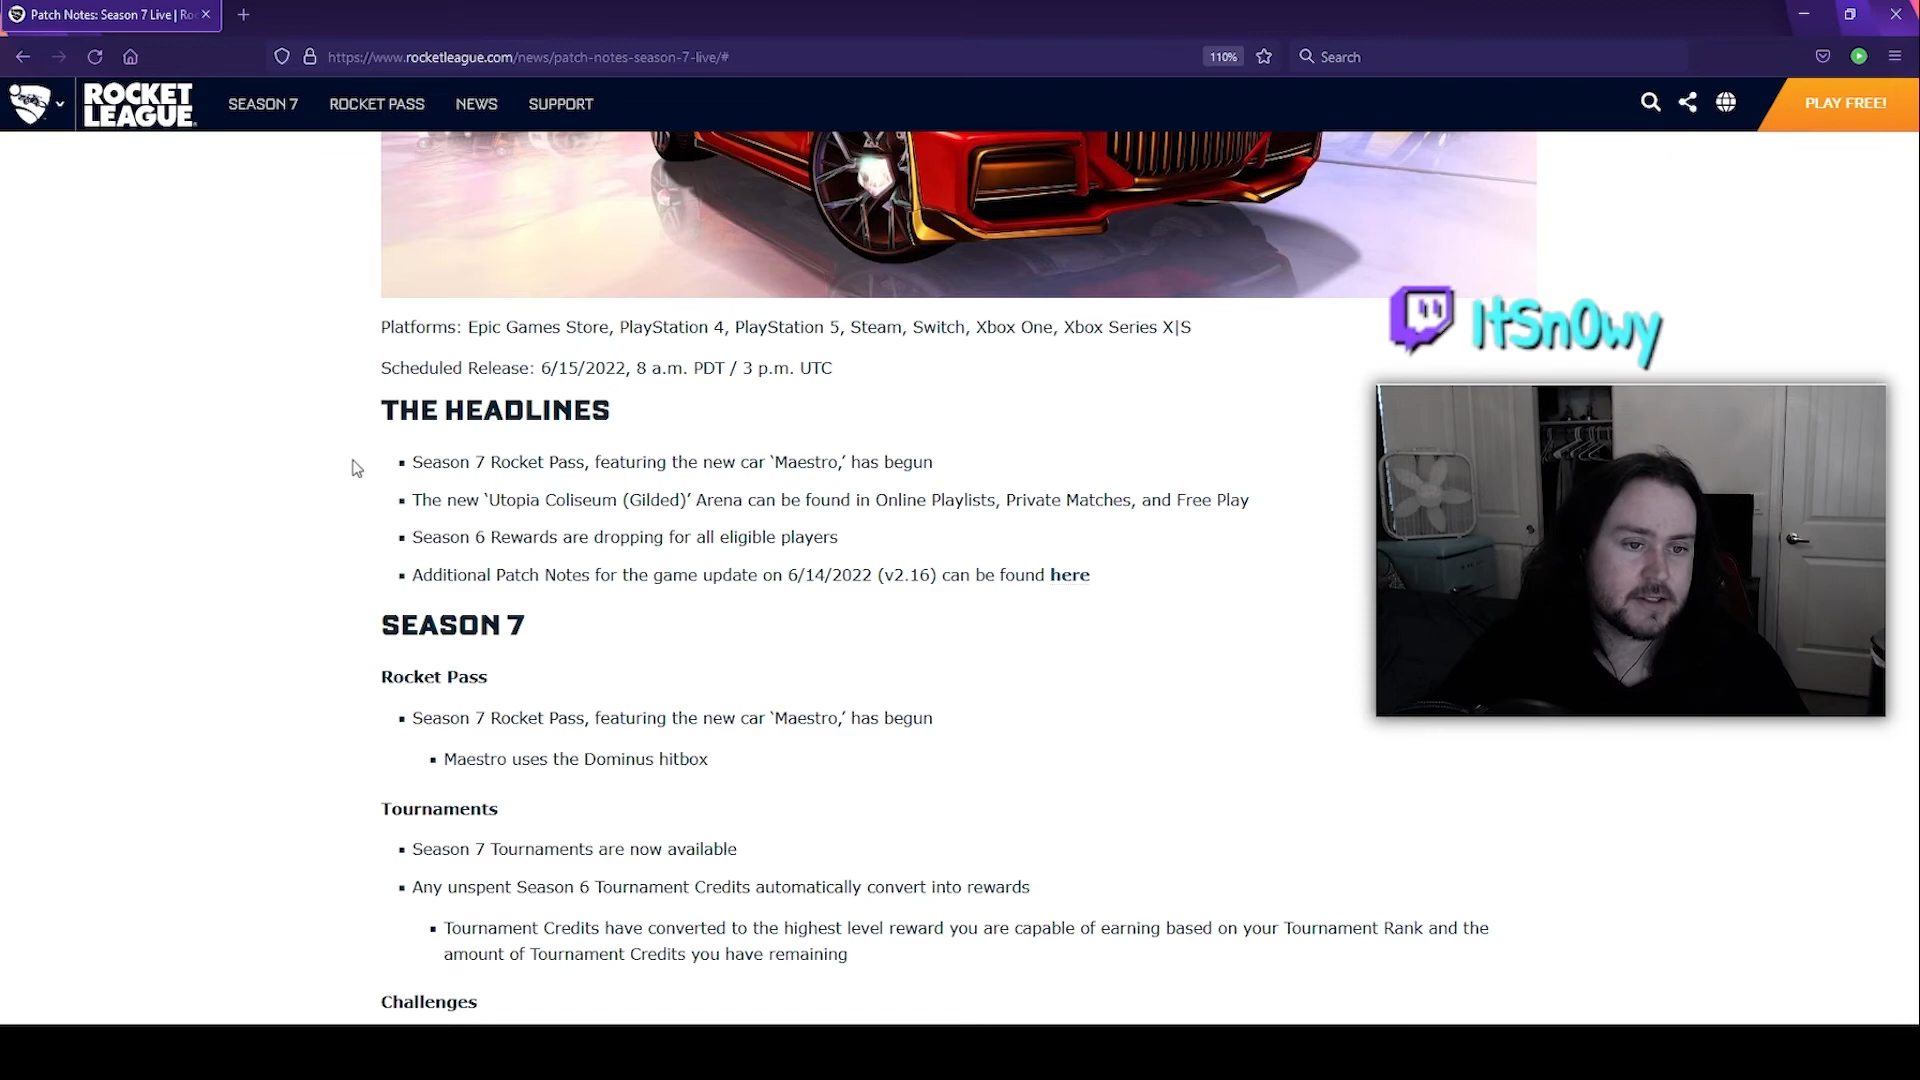 Patch Notes: Season 7 Live | Ro
https://www.rocketleague.com/news/patch-notes-season-7-live/#
110%
Search
ROCKET LEAGUE
SEASON 7
ROCKET PASS
NEWS
SUPPORT
PLAY FREE!
Platforms: Epic Games Store, PlayStation 4, PlayStation 5, Steam, Switch, Xbox One, Xbox Series X|S
ItSn0wy
Scheduled Release: 6/15/2022, 8 a.m. PDT / 3 p.m. UTC
THE HEADLINES
▪ Season 7 Rocket Pass, featuring the new car ‘Maestro,’ has begun
▪ The new ‘Utopia Coliseum (Gilded)’ Arena can be found in Online Playlists, Private Matches, and Free Play
▪ Season 6 Rewards are dropping for all eligible players
▪ Additional Patch Notes for the game update on 6/14/2022 (v2.16) can be found here
SEASON 7
Rocket Pass
▪ Season 7 Rocket Pass, featuring the new car ‘Maestro,’ has begun
▪ Maestro uses the Dominus hitbox
Tournaments
▪ Season 7 Tournaments are now available
▪ Any unspent Season 6 Tournament Credits automatically convert into rewards
▪ Tournament Credits have converted to the highest level reward you are capable of earning based on your Tournament Rank and the
amount of Tournament Credits you have remaining
Challenges